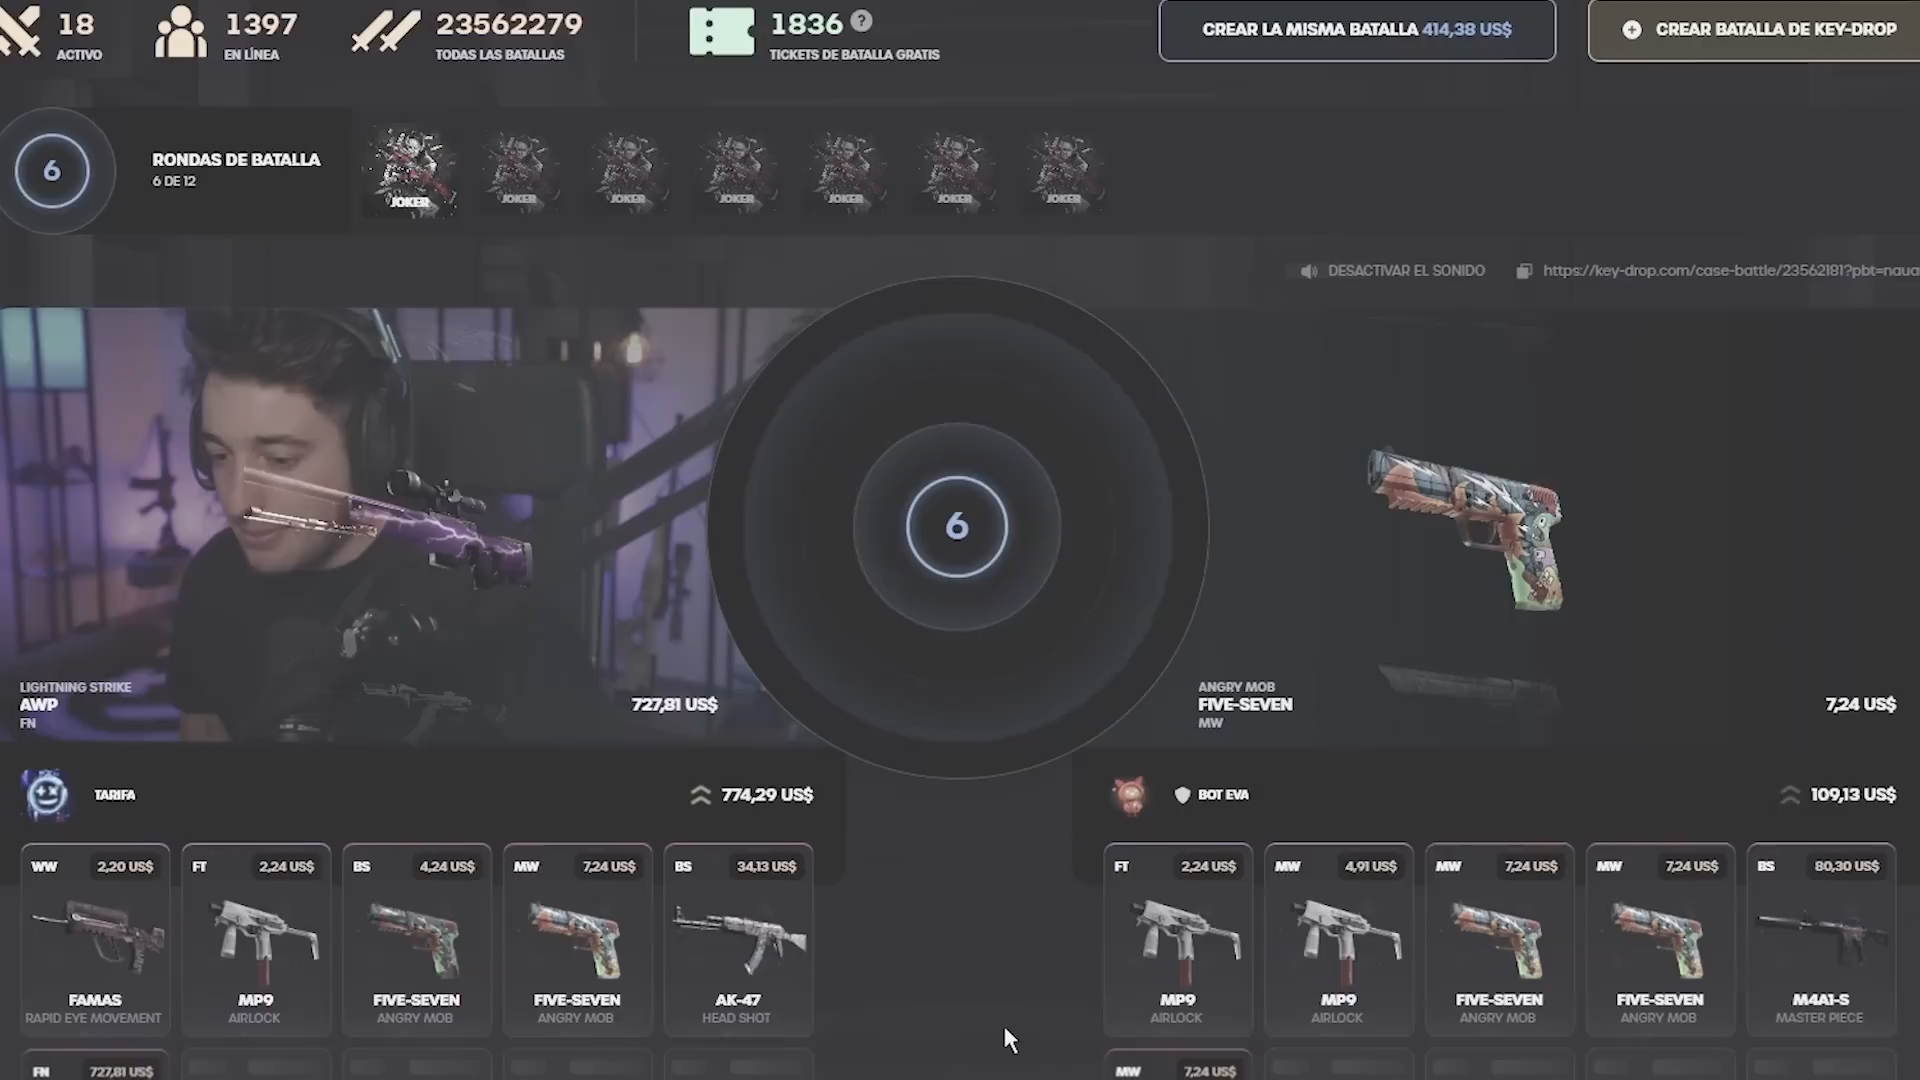 18
ACTIVO
1397
EN LÍNEA
23562279
TODAS LAS BATALLAS
1836 ?
TICKETS DE BATALLA GRATIS
CREAR LA MISMA BATALLA 414,38 US$
CREAR BATALLA DE KEY-DROP
6
RONDAS DE BATALLA
6 DE 12
JOKER
JOKER
JOKER
JOKER
JOKER
JOKER
JOKER
DESACTIVAR EL SONIDO
https://key-drop.com/case-battle/23562181?pbt=naua
6
LIGHTNING STRIKE
AWP
FN
727,81 US$
ANGRY MOB
FIVE-SEVEN
MW
7,24 US$
TARIFA
774,29 US$
BOT EVA
109,13 US$
WW 2,20 US$
FAMAS
RAPID EYE MOVEMENT
FT 2,24 US$
MP9
AIRLOCK
BS 4,24 US$
FIVE-SEVEN
ANGRY MOB
MW 7,24 US$
FIVE-SEVEN
ANGRY MOB
BS 34,13 US$
AK-47
HEAD SHOT
FT 2,24 US$
MP9
AIRLOCK
MW 4,91 US$
MP9
AIRLOCK
MW 7,24 US$
FIVE-SEVEN
ANGRY MOB
MW 7,24 US$
FIVE-SEVEN
ANGRY MOB
BS 80,30 US$
M4A1-S
MASTER PIECE
FN 727,81 US$
MW 7,24 US$